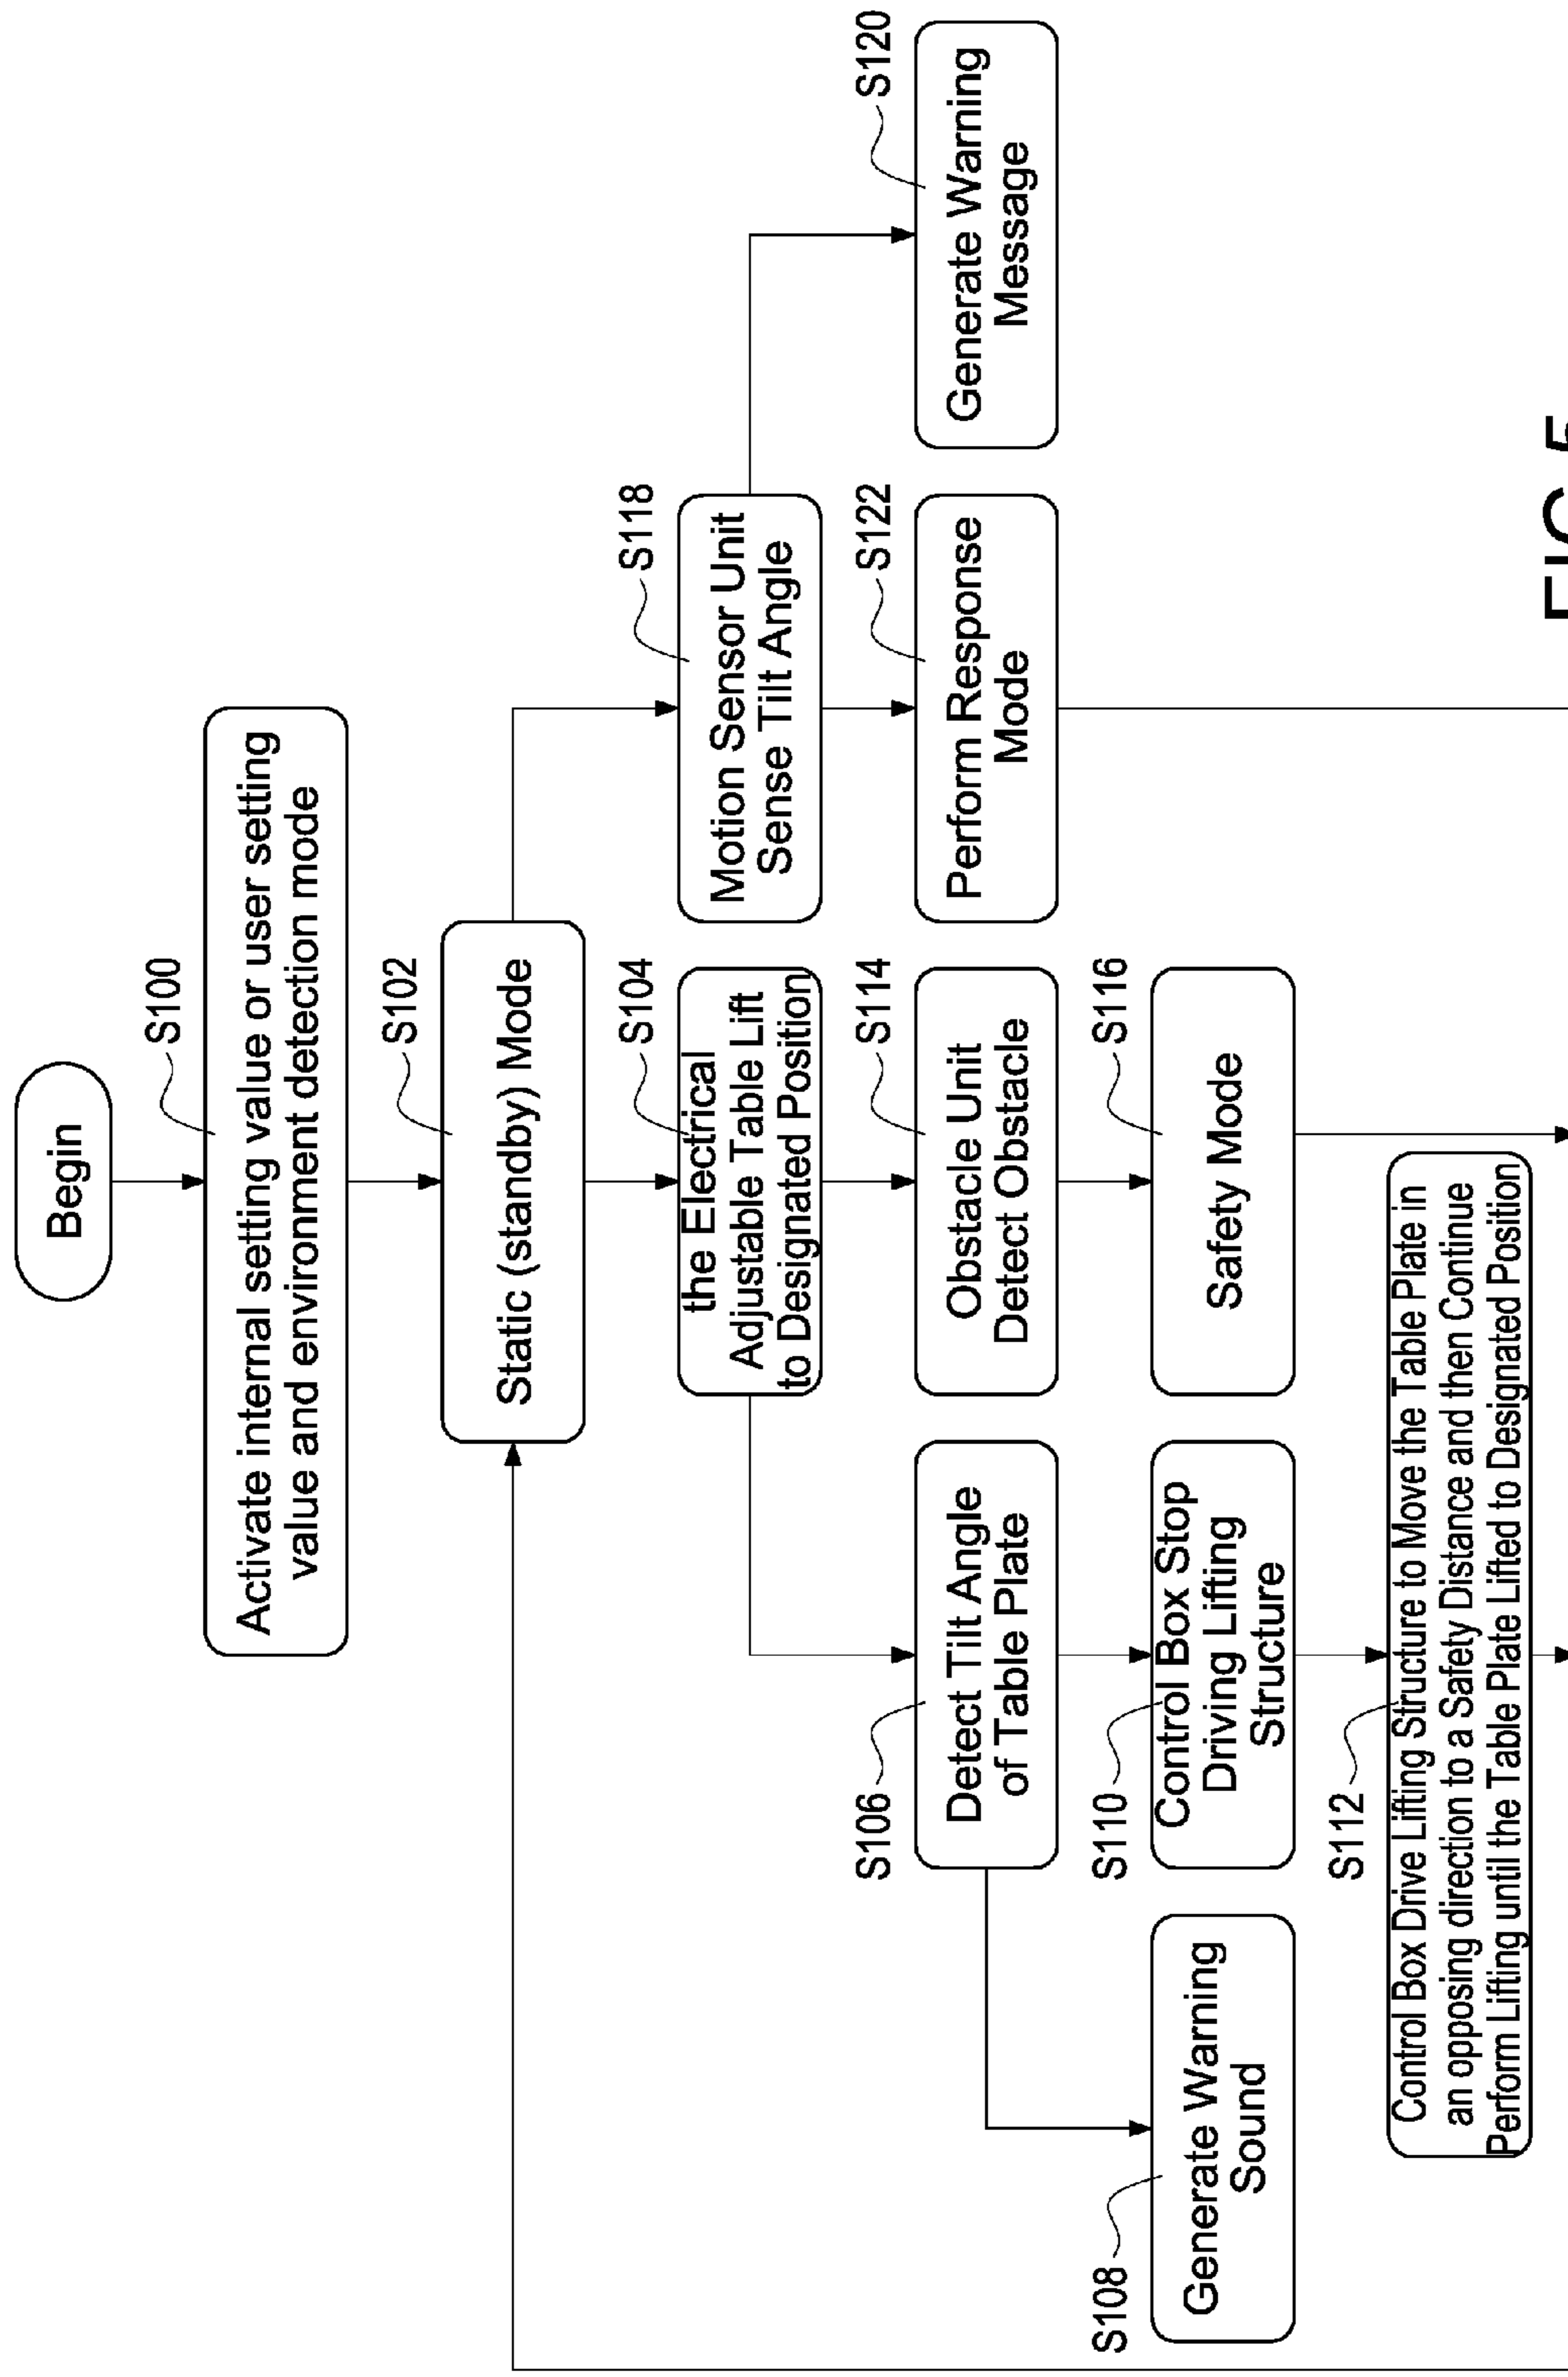 Begin
S100
Activate internal setting value or user setting
value and environment detection mode
S102
Static (standby) Mode
S104
the Electrical
Adjustable Table Lift
to Designated Position
S118
Motion Sensor Unit
Sense Tilt Angle
S106
Detect Tilt Angle
of Table Plate
S114
Obstacle Unit
Detect Obstacle
S122
Perform Response
Mode
S120
Generate Warning
Message
S108
Generate Warning
Sound
S110
Control Box Stop
Driving Lifting
Structure
S116
Safety Mode
S112
Control Box Drive Lifting Structure to Move the Table Plate in
an opposing direction to a Safety Distance and then Continue
Perform Lifting until the Table Plate Lifted to Designated Position